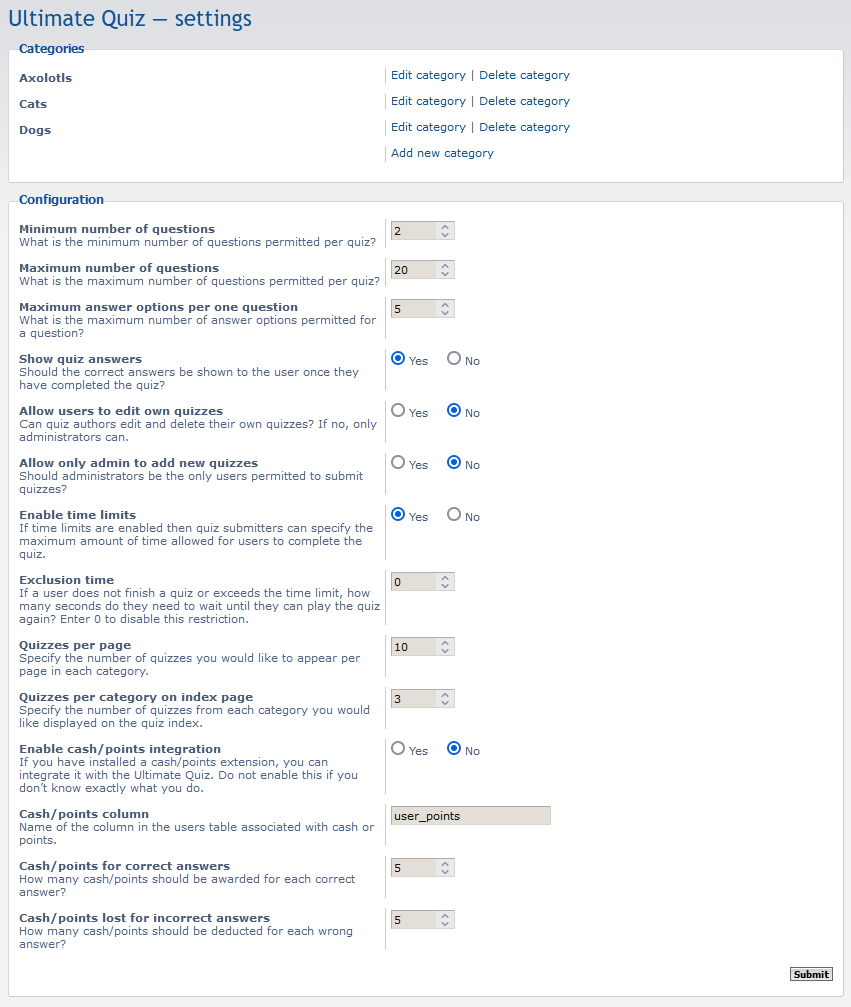 Ultimate Quiz — settings
Categories
Axolotls
Edit category | Delete category
Cats
Edit category | Delete category
Dogs
Edit category | Delete category
Add new category
Configuration
Minimum number of questions
What is the minimum number of questions permitted per quiz?
2
Maximum number of questions
What is the maximum number of questions permitted per quiz?
20
Maximum answer options per one question
What is the maximum number of answer options permitted for
a question?
5
Show quiz answers
Should the correct answers be shown to the user once they
have completed the quiz?
Yes No
Allow users to edit own quizzes
Can quiz authors edit and delete their own quizzes? If no, only
administrators can.
Yes No
Allow only admin to add new quizzes
Should administrators be the only users permitted to submit
quizzes?
Yes No
Enable time limits
If time limits are enabled then quiz submitters can specify the
maximum amount of time allowed for users to complete the
quiz.
Yes No
Exclusion time
If a user does not finish a quiz or exceeds the time limit, how
many seconds do they need to wait until they can play the quiz
again? Enter 0 to disable this restriction.
0
Quizzes per page
Specify the number of quizzes you would like to appear per
page in each category.
10
Quizzes per category on index page
Specify the number of quizzes from each category you would
like displayed on the quiz index.
3
Enable cash/points integration
If you have installed a cash/points extension, you can
integrate it with the Ultimate Quiz. Do not enable this if you
don’t know exactly what you do.
Yes No
Cash/points column
Name of the column in the users table associated with cash or
points.
user_points
Cash/points for correct answers
How many cash/points should be awarded for each correct
answer?
5
Cash/points lost for incorrect answers
How many cash/points should be deducted for each wrong
answer?
5
Submit